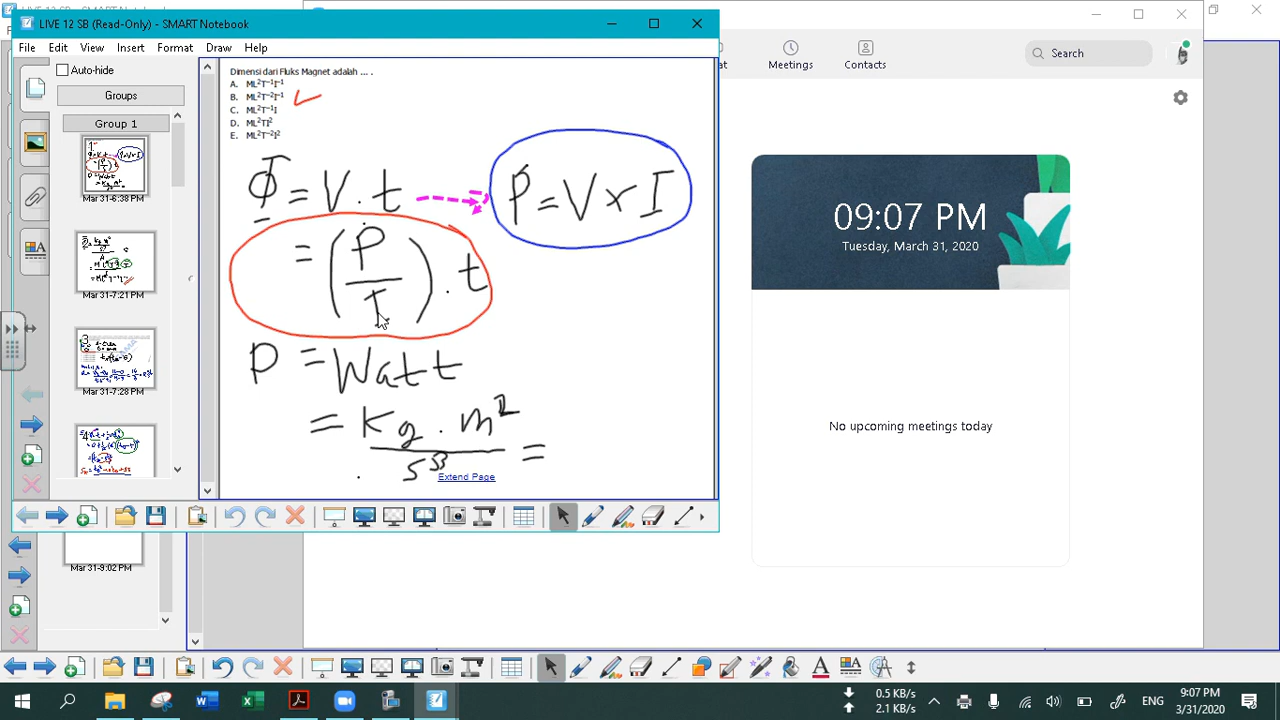 LIVE 12 SB (Read-Only) - SMART Notebook
File Edit View Insert Format Draw Help
Auto-hide
Groups
Group 1
Mar 31-6:38 PM
Mar 31-7:21 PM
Mar 31-7:28 PM
Mar 31-9:02 PM
Dimensi dari Fluks Magnet adalah ... .
A. ML²T⁻¹I⁻¹
B. ML²T⁻²I⁻¹
C. ML²T⁻¹I
D. ML²TI²
E. ML²T⁻²I²
Φ = V . t
P = V x I
= (P/I) . t
P = Watt
= Kg . m² / s³ =
Extend Page
Meetings
Contacts
Search
09:07 PM
Tuesday, March 31, 2020
No upcoming meetings today
0.5 KB/s
2.1 KB/s
ENG
9:07 PM
3/31/2020